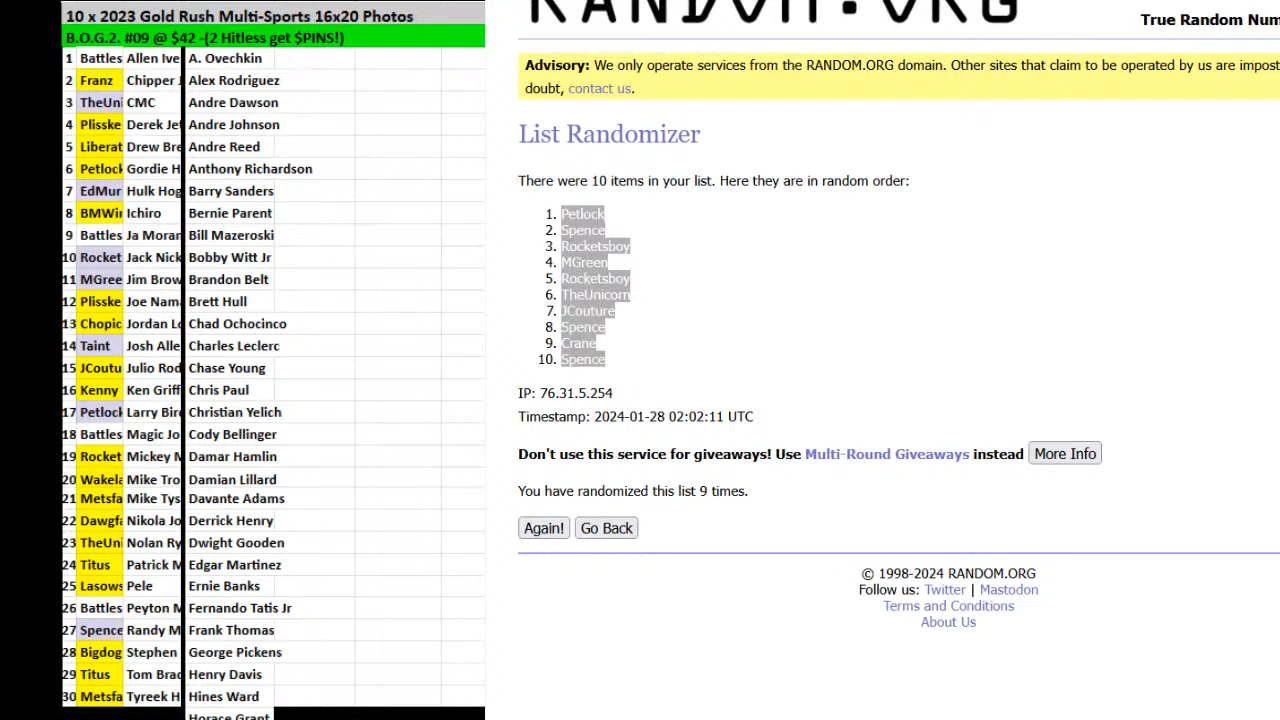 10 x 2023 Gold Rush Multi-Sports 16x20 Photos
B.O.G.2. #09 @ $42 -(2 Hitless get $PINS!)
1 Battles Allen Ive A. Ovechkin
2 Franz Chipper J Alex Rodriguez
3 TheUni CMC Andre Dawson
4 Plisske Derek Jet Andre Johnson
5 Liberat Drew Bre Andre Reed
6 Petlock Gordie H Anthony Richardson
7 EdMur Hulk Hog Barry Sanders
8 BMWin Ichiro Bernie Parent
9 Battles Ja Moran Bill Mazeroski
10 Rocket Jack Nick Bobby Witt Jr
11 MGree Jim Brow Brandon Belt
12 Plisske Joe Nama Brett Hull
13 Chopic Jordan Lo Chad Ochocinco
14 Taint Josh Alle Charles Leclerc
15 JCoutu Julio Rod Chase Young
16 Kenny Ken Griff Chris Paul
17 Petlock Larry Bird Christian Yelich
18 Battles Magic Jo Cody Bellinger
19 Rocket Mickey M Damar Hamlin
20 Wakela Mike Tro Damian Lillard
21 Metsfa Mike Tys Davante Adams
22 Dawgfa Nikola Jo Derrick Henry
23 TheUni Nolan Ry Dwight Gooden
24 Titus Patrick M Edgar Martinez
25 Lasows Pele Ernie Banks
26 Battles Peyton M Fernando Tatis Jr
27 Spence Randy M Frank Thomas
28 Bigdog Stephen George Pickens
29 Titus Tom Brad Henry Davis
30 Metsfa Tyreek H Hines Ward
Horace Grant
RANDOM.ORG
True Random Num
Advisory: We only operate services from the RANDOM.ORG domain. Other sites that claim to be operated by us are impost
doubt, contact us.
List Randomizer
There were 10 items in your list. Here they are in random order:
1. Petlock
2. Spence
3. Rocketsboy
4. MGreen
5. Rocketsboy
6. TheUnicorn
7. JCouture
8. Spence
9. Crane
10. Spence
IP: 76.31.5.254
Timestamp: 2024-01-28 02:02:11 UTC
Don't use this service for giveaways! Use Multi-Round Giveaways instead More Info
You have randomized this list 9 times.
Again! Go Back
© 1998-2024 RANDOM.ORG
Follow us: Twitter | Mastodon
Terms and Conditions
About Us